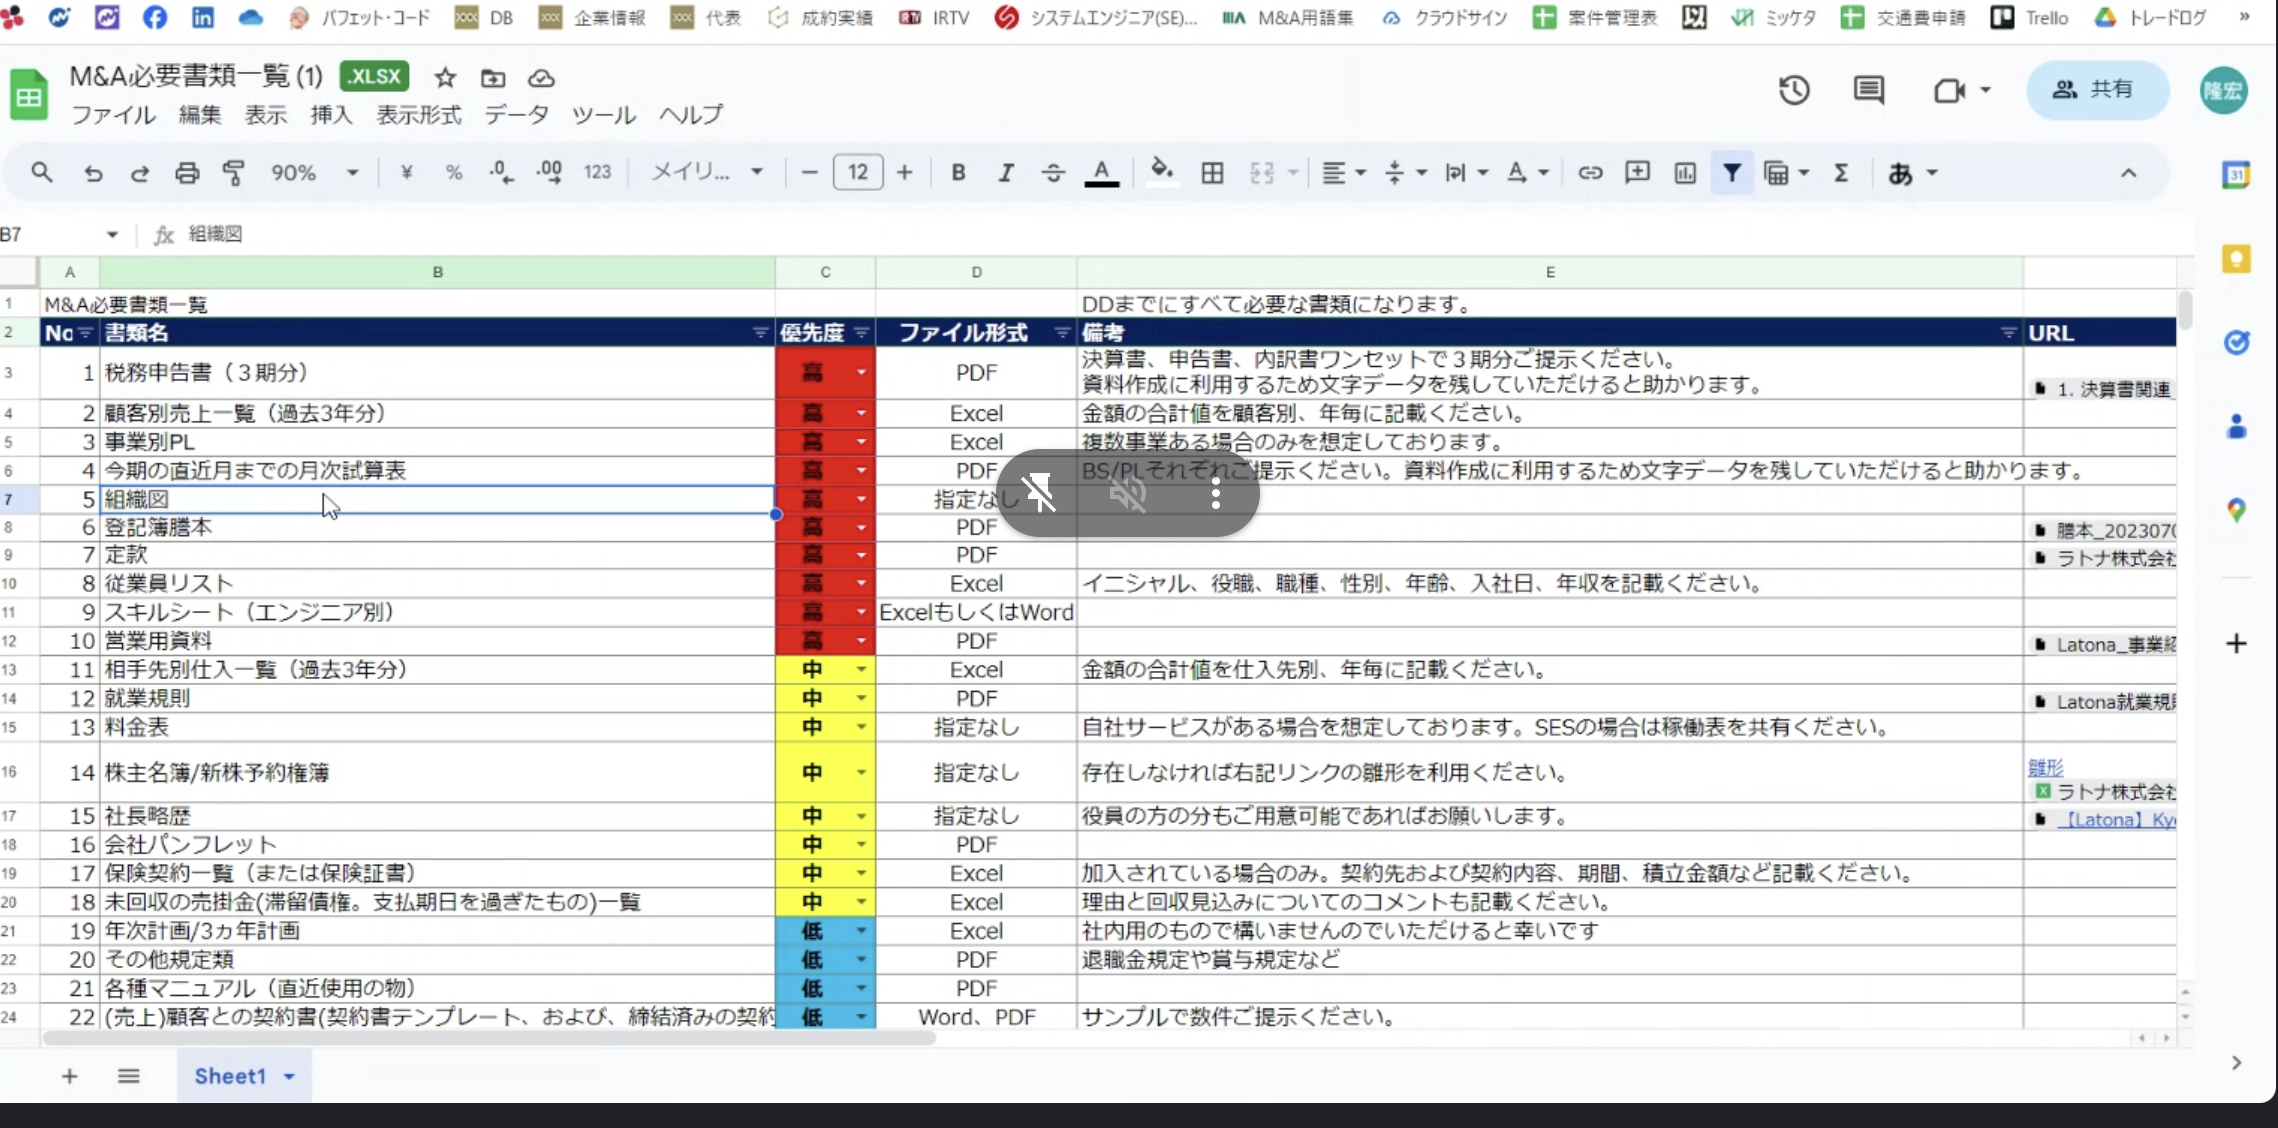 バフェット・コード DB 企業情報 代表 成約実績 IRTV システムエンジニア(SE)... M&A用語集 クラウドサイン 案件管理表 ミッケタ 交通費申請 Trello トレードログ »
M&A必要書類一覧 (1) .XLSX
共有 隆宏
ファイル 編集 表示 挿入 表示形式 データ ツール ヘルプ
90% ¥ % .0 .00 123 メイリ... 12 B I A Σ あ
31
B7 fx 組織図
A B C D E
1 M&A必要書類一覧 DDまでにすべて必要な書類になります。
2 No 書類名 優先度 ファイル形式 備考 URL
3 1 税務申告書（３期分） 高 PDF 決算書、申告書、内訳書ワンセットで３期分ご提示ください。
資料作成に利用するため文字データを残していただけると助かります。 1. 決算書関連
4 2 顧客別売上一覧（過去3年分） 高 Excel 金額の合計値を顧客別、年毎に記載ください。
5 3 事業別PL 高 Excel 複数事業ある場合のみを想定しております。
6 4 今期の直近月までの月次試算表 高 PDF BS/PLそれぞれご提示ください。資料作成に利用するため文字データを残していただけると助かります。
7 5 組織図 高 指定なし
8 6 登記簿謄本 高 PDF 謄本_2023070
9 7 定款 高 PDF ラトナ株式会社
10 8 従業員リスト 高 Excel イニシャル、役職、職種、性別、年齢、入社日、年収を記載ください。
11 9 スキルシート（エンジニア別） 高 ExcelもしくはWord
12 10 営業用資料 高 PDF Latona_事業紹
13 11 相手先別仕入一覧（過去3年分） 中 Excel 金額の合計値を仕入先別、年毎に記載ください。
14 12 就業規則 中 PDF Latona就業規則
15 13 料金表 中 指定なし 自社サービスがある場合を想定しております。SESの場合は稼働表を共有ください。
16 14 株主名簿/新株予約権簿 中 指定なし 存在しなければ右記リンクの雛形を利用ください。 雛形
ラトナ株式会社
17 15 社長略歴 中 指定なし 役員の方の分もご用意可能であればお願いします。 【Latona】Kyo
18 16 会社パンフレット 中 PDF
19 17 保険契約一覧（または保険証書） 中 Excel 加入されている場合のみ。契約先および契約内容、期間、積立金額など記載ください。
20 18 未回収の売掛金(滞留債権。支払期日を過ぎたもの)一覧 中 Excel 理由と回収見込みについてのコメントも記載ください。
21 19 年次計画/3ヵ年計画 低 Excel 社内用のもので構いませんのでいただけると幸いです
22 20 その他規定類 低 PDF 退職金規定や賞与規定など
23 21 各種マニュアル（直近使用の物） 低 PDF
24 22 (売上)顧客との契約書(契約書テンプレート、および、締結済みの契約 低 Word、PDF サンプルで数件ご提示ください。
Sheet1